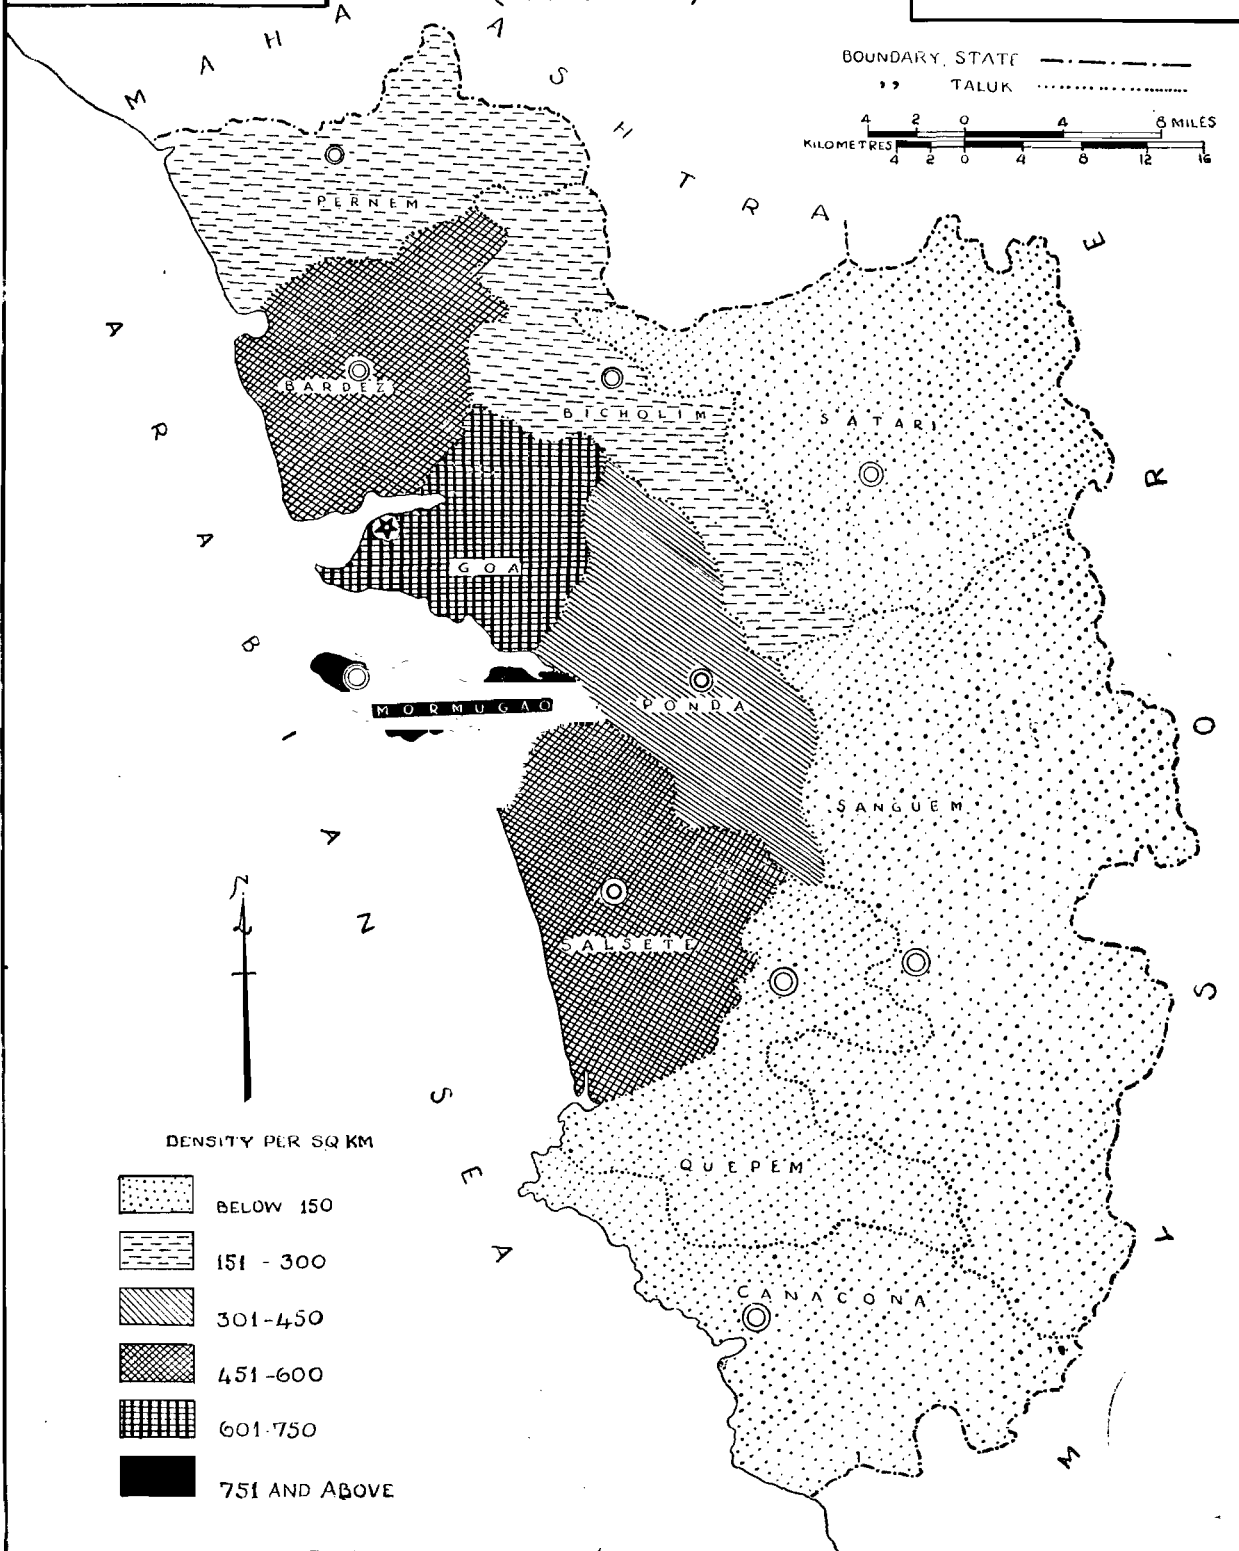 MAHARASHTRA
BOUNDARY, STATE
,, TALUK
4 2 0 4 8 MILES
KILOMETRES 4 2 0 4 8 12 16
PERNEM
BARDEZ
BICHOLIM
SATARI
GOA
MORMUGAO
PONDA
SANGUEM
SALSETE
QUEPEM
CANACONA
ARABIAN SEA
MYSORE
N
DENSITY PER SQ KM
BELOW 150
151 - 300
301-450
451-600
601-750
751 AND ABOVE